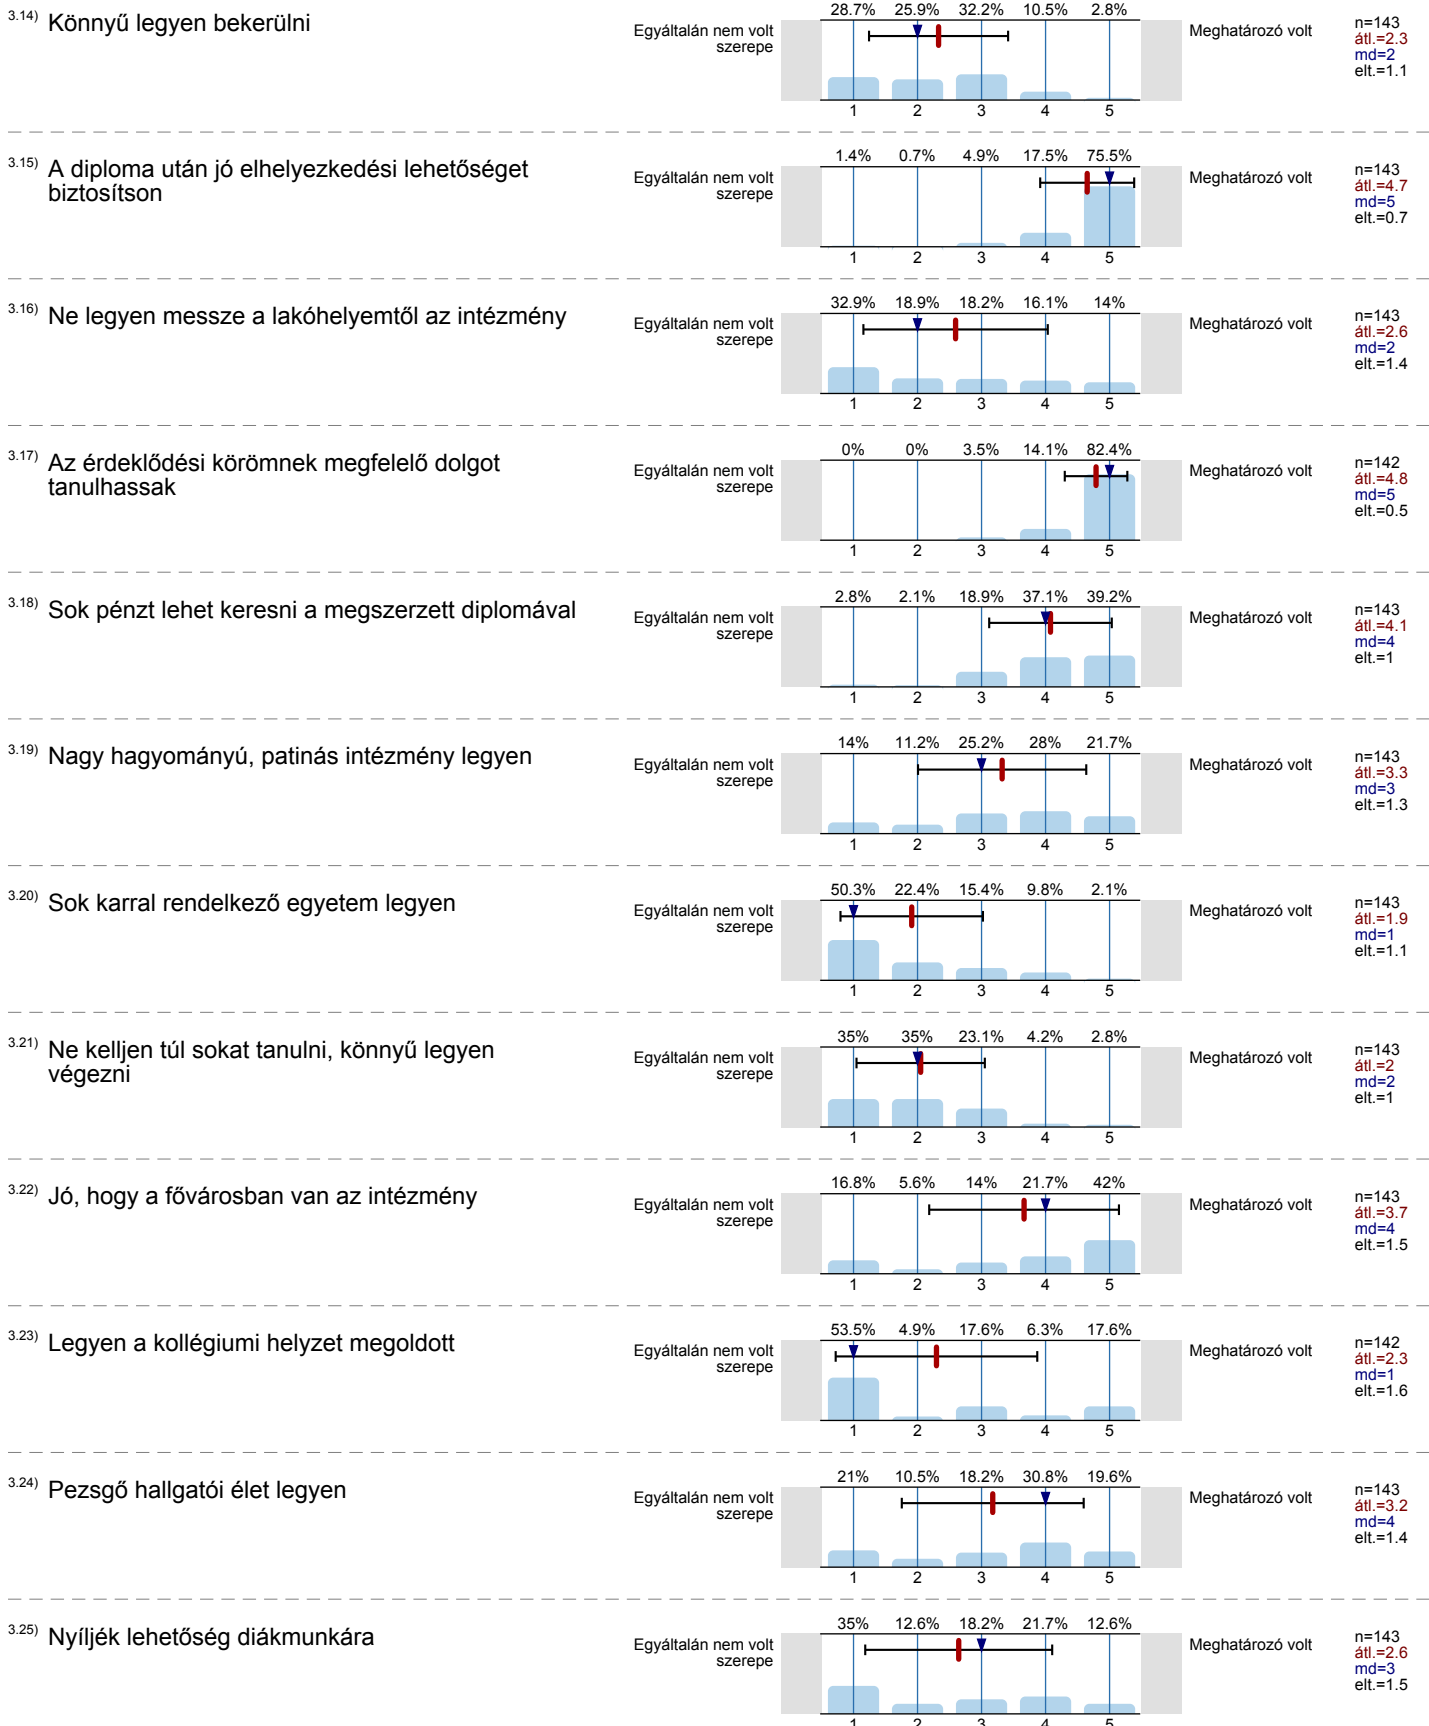 28.7% 25.9% 32.2% 10.5% 2.8%
3.14) Könnyű legyen bekerülni
Egyáltalán nem volt
szerepe
Meghatározó volt
n=143
átl.=2.3
md=2
elt.=1.1
1 2 3 4 5
1.4% 0.7% 4.9% 17.5% 75.5%
3.15) A diploma után jó elhelyezkedési lehetőséget
biztosítson
Egyáltalán nem volt
szerepe
Meghatározó volt
n=143
átl.=4.7
md=5
elt.=0.7
1 2 3 4 5
32.9% 18.9% 18.2% 16.1% 14%
3.16) Ne legyen messze a lakóhelyemtől az intézmény
Egyáltalán nem volt
szerepe
Meghatározó volt
n=143
átl.=2.6
md=2
elt.=1.4
1 2 3 4 5
0% 0% 3.5% 14.1% 82.4%
3.17) Az érdeklődési körömnek megfelelő dolgot
tanulhassak
Egyáltalán nem volt
szerepe
Meghatározó volt
n=142
átl.=4.8
md=5
elt.=0.5
1 2 3 4 5
2.8% 2.1% 18.9% 37.1% 39.2%
3.18) Sok pénzt lehet keresni a megszerzett diplomával
Egyáltalán nem volt
szerepe
Meghatározó volt
n=143
átl.=4.1
md=4
elt.=1
1 2 3 4 5
14% 11.2% 25.2% 28% 21.7%
3.19) Nagy hagyományú, patinás intézmény legyen
Egyáltalán nem volt
szerepe
Meghatározó volt
n=143
átl.=3.3
md=3
elt.=1.3
1 2 3 4 5
50.3% 22.4% 15.4% 9.8% 2.1%
3.20) Sok karral rendelkező egyetem legyen
Egyáltalán nem volt
szerepe
Meghatározó volt
n=143
átl.=1.9
md=1
elt.=1.1
1 2 3 4 5
35% 35% 23.1% 4.2% 2.8%
3.21) Ne kelljen túl sokat tanulni, könnyű legyen
végezni
Egyáltalán nem volt
szerepe
Meghatározó volt
n=143
átl.=2
md=2
elt.=1
1 2 3 4 5
16.8% 5.6% 14% 21.7% 42%
3.22) Jó, hogy a fővárosban van az intézmény
Egyáltalán nem volt
szerepe
Meghatározó volt
n=143
átl.=3.7
md=4
elt.=1.5
1 2 3 4 5
53.5% 4.9% 17.6% 6.3% 17.6%
3.23) Legyen a kollégiumi helyzet megoldott
Egyáltalán nem volt
szerepe
Meghatározó volt
n=142
átl.=2.3
md=1
elt.=1.6
1 2 3 4 5
21% 10.5% 18.2% 30.8% 19.6%
3.24) Pezsgő hallgatói élet legyen
Egyáltalán nem volt
szerepe
Meghatározó volt
n=143
átl.=3.2
md=4
elt.=1.4
1 2 3 4 5
35% 12.6% 18.2% 21.7% 12.6%
3.25) Nyíljék lehetőség diákmunkára
Egyáltalán nem volt
szerepe
Meghatározó volt
n=143
átl.=2.6
md=3
elt.=1.5
1 2 3 4 5